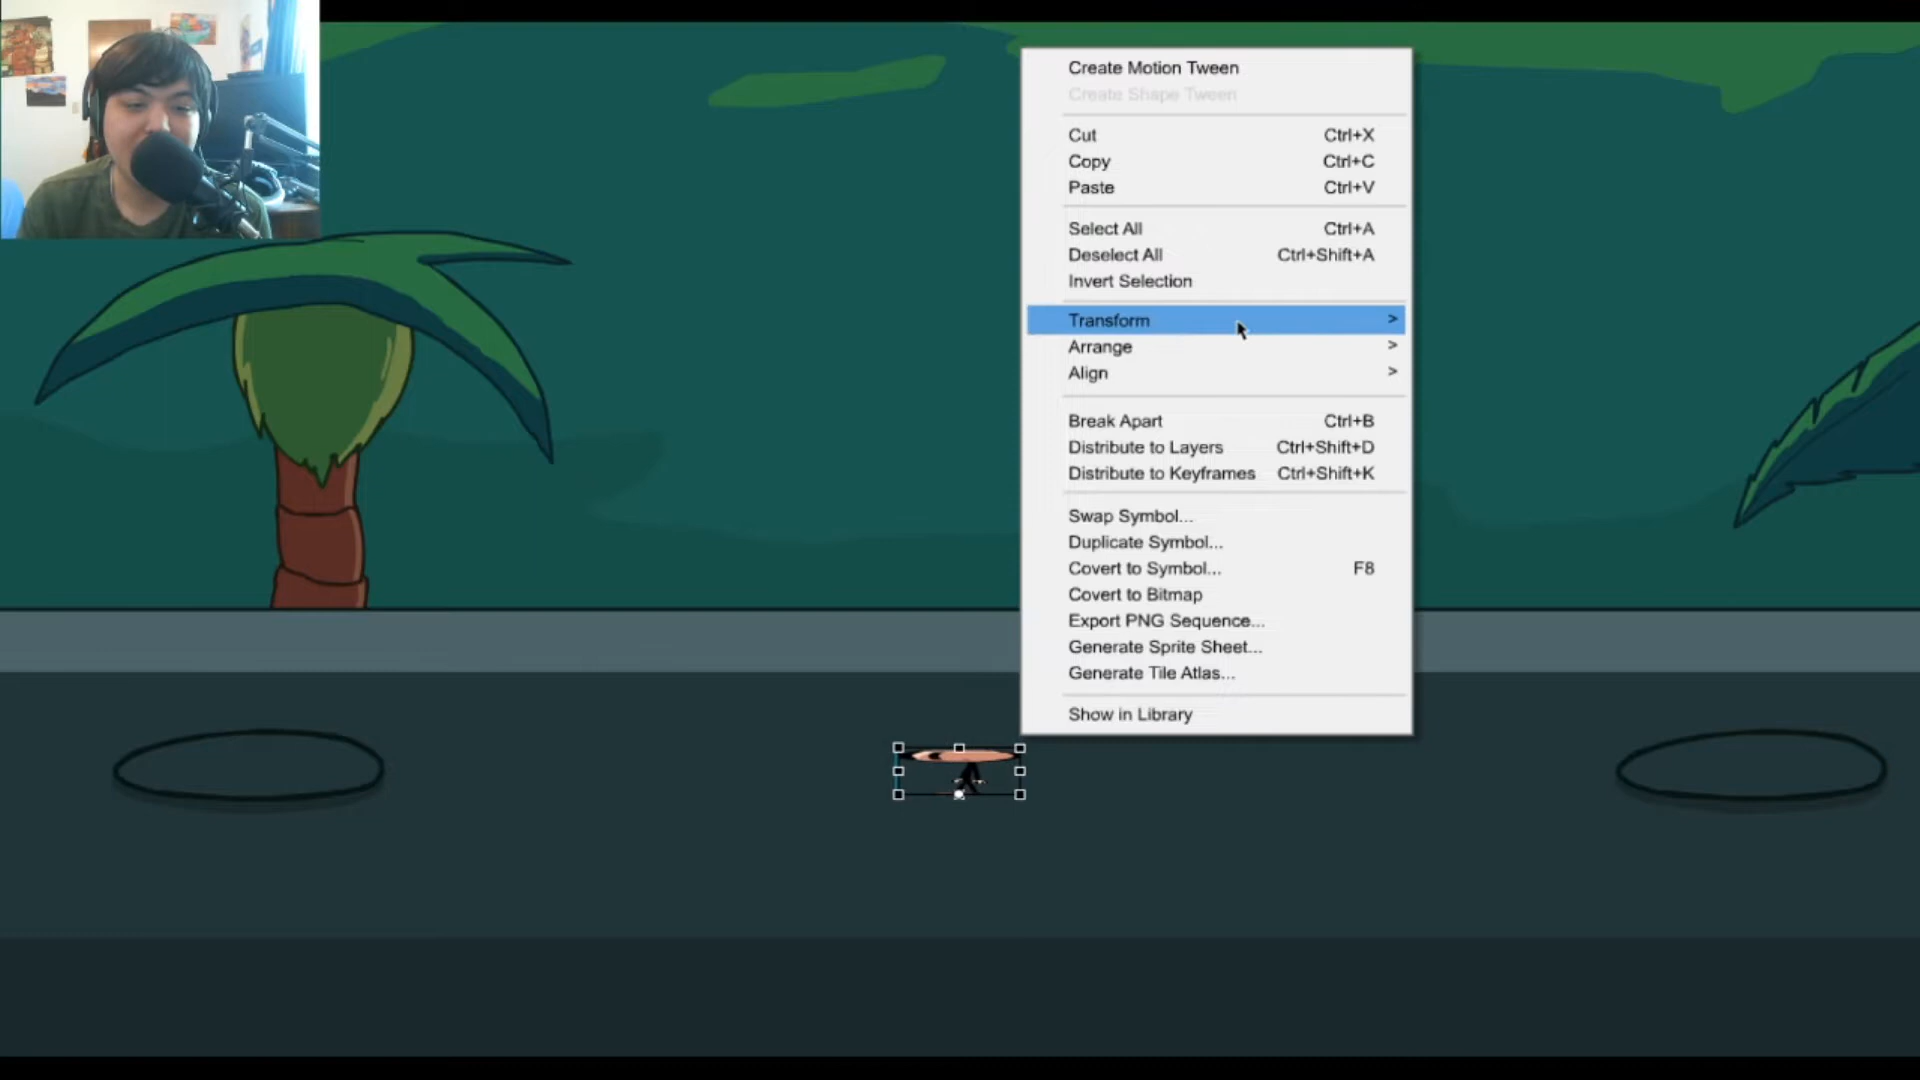 Create Motion Tween
Create Shape Tween
Cut Ctrl+X
Copy Ctrl+C
Paste Ctrl+V
Select All Ctrl+A
Deselect All Ctrl+Shift+A
Invert Selection
Transform >
Arrange >
Align >
Break Apart Ctrl+B
Distribute to Layers Ctrl+Shift+D
Distribute to Keyframes Ctrl+Shift+K
Swap Symbol...
Duplicate Symbol...
Covert to Symbol... F8
Covert to Bitmap
Export PNG Sequence...
Generate Sprite Sheet...
Generate Tile Atlas...
Show in Library